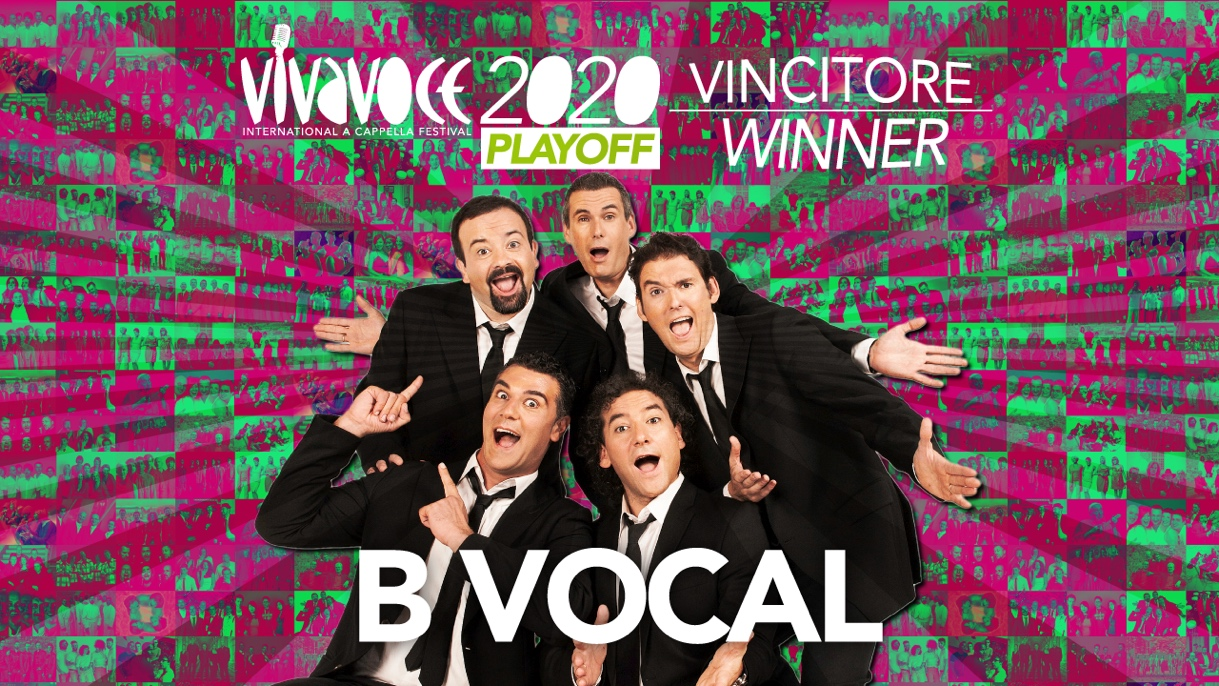 VIVAVOCE
INTERNATIONAL A CAPPELLA FESTIVAL
2020
PLAYOFF
VINCITORE
WINNER
B VOCAL